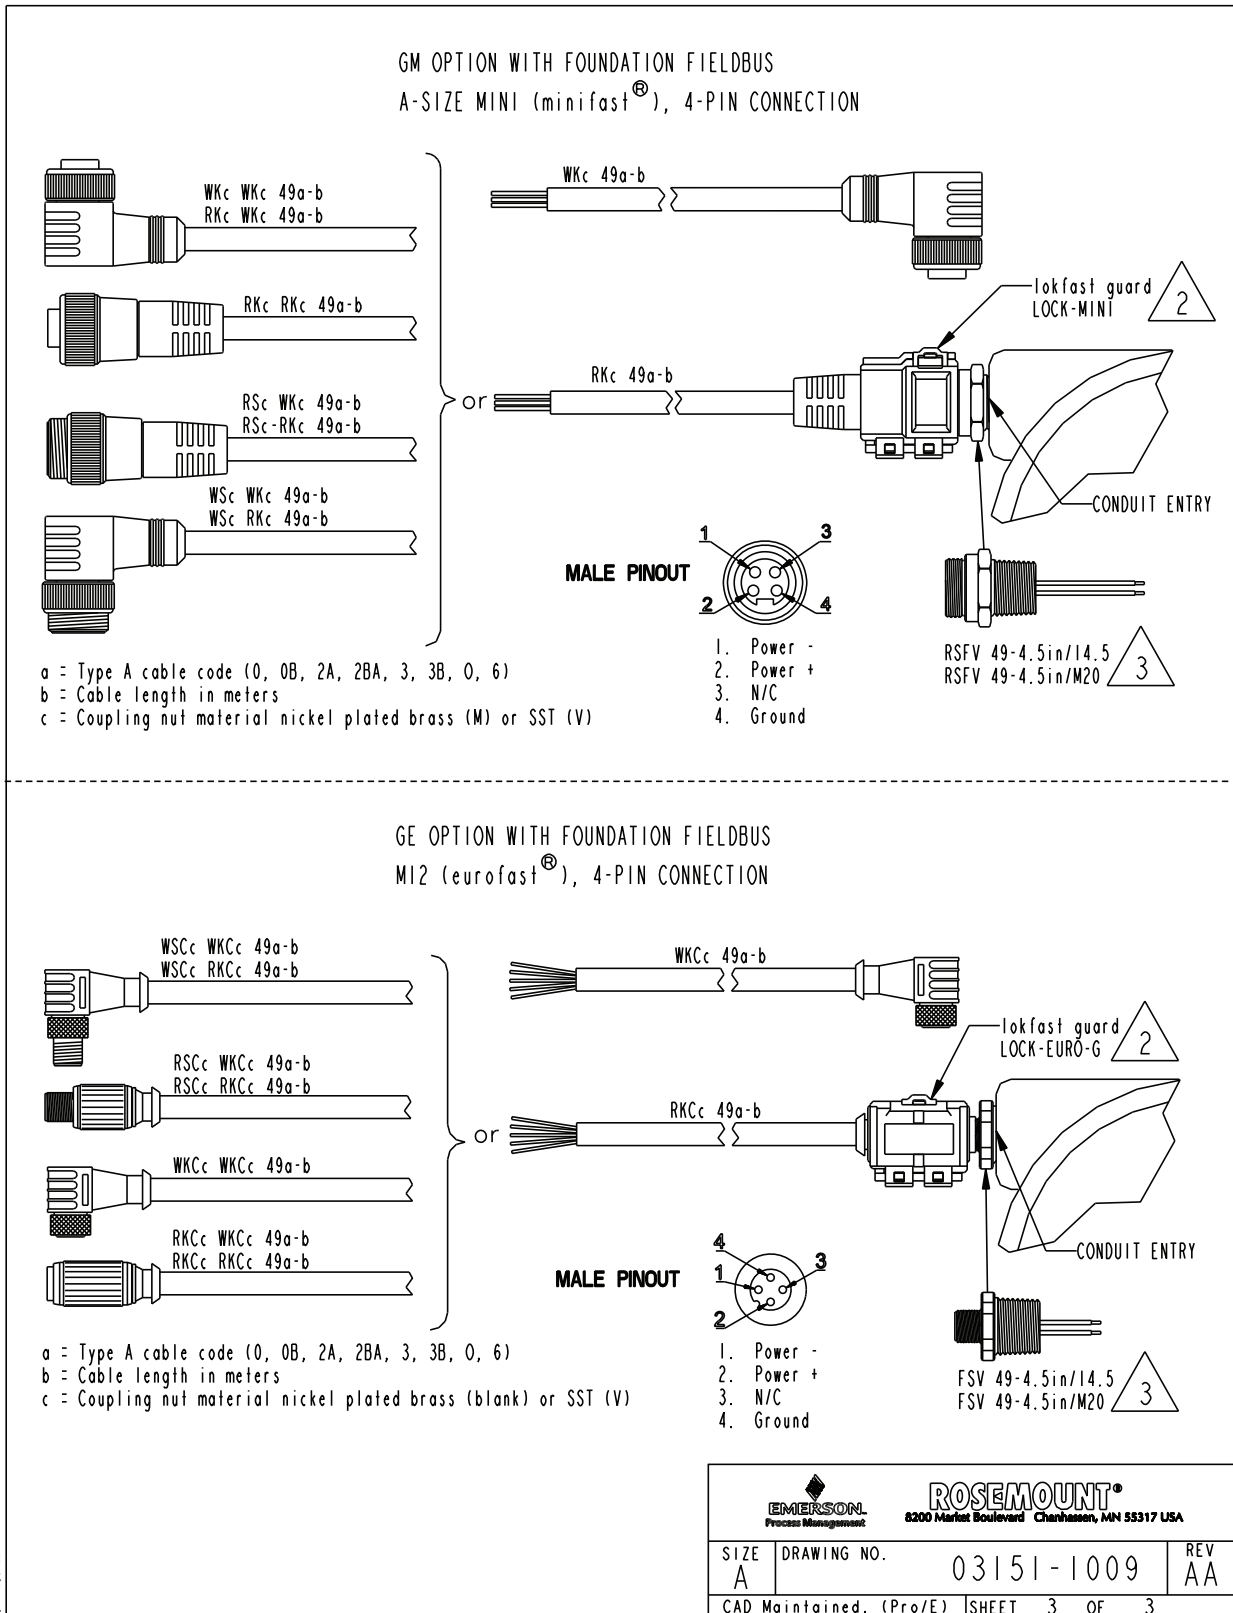 GM OPTION WITH FOUNDATION FIELDBUS
A-SIZE MINI (minifast®), 4-PIN CONNECTION
WKc WKc 49a-b
RKc WKc 49a-b
WKc 49a-b
lokfast guard
LOCK-MINI
2
RKc RKc 49a-b
RKc 49a-b
or
RSc WKc 49a-b
RSc-RKc 49a-b
CONDUIT ENTRY
WSc WKc 49a-b
WSc RKc 49a-b
MALE PINOUT
1
3
2
4
1. Power -
2. Power +
3. N/C
4. Ground
RSFV 49-4.5in/14.5
RSFV 49-4.5in/M20
3
a = Type A cable code (0, 0B, 2A, 2BA, 3, 3B, 0, 6)
b = Cable length in meters
c = Coupling nut material nickel plated brass (M) or SST (V)
GE OPTION WITH FOUNDATION FIELDBUS
M12 (eurofast®), 4-PIN CONNECTION
WSCc WKCc 49a-b
WSCc RKCc 49a-b
WKCc 49a-b
lokfast guard
LOCK-EURO-G
2
RSCc WKCc 49a-b
RSCc RKCc 49a-b
RKCc 49a-b
or
WKCc WKCc 49a-b
RKCc WKCc 49a-b
RKCc RKCc 49a-b
CONDUIT ENTRY
MALE PINOUT
4
1
3
2
1. Power -
2. Power +
3. N/C
4. Ground
FSV 49-4.5in/14.5
FSV 49-4.5in/M20
3
a = Type A cable code (0, 0B, 2A, 2BA, 3, 3B, 0, 6)
b = Cable length in meters
c = Coupling nut material nickel plated brass (blank) or SST (V)
EMERSON
Process Management
ROSEMOUNT®
8200 Market Boulevard Chanhassen, MN 55317 USA
SIZE A
DRAWING NO. 03151-1009
REV AA
CAD Maintained, (Pro/E)
SHEET 3 OF 3